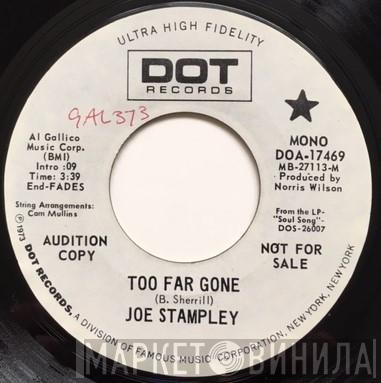 ULTRA HIGH FIDELITY
DOT
RECORDS
GAL373
Al Gallico
Music Corp.
(BMI)
Intro :09
Time: 3:39
End-FADES
MONO
DOA-17469
MB-27113-M
Produced by
Norris Wilson
String Arrangements:
Cam Mullins
From the LP-
"Soul Song"-
DOS-26007
AUDITION
COPY
NOT FOR
SALE
TOO FAR GONE
(B. Sherrill)
JOE STAMPLEY
℗ 1973 DOT RECORDS, A DIVISION OF FAMOUS MUSIC CORPORATION, NEW YORK, NEW YORK
МАРКЕТ ВИНИЛА